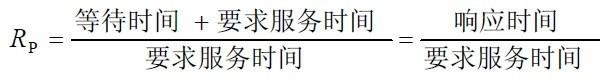 R_P = (等待时间 + 要求服务时间) / 要求服务时间 = 响应时间 / 要求服务时间